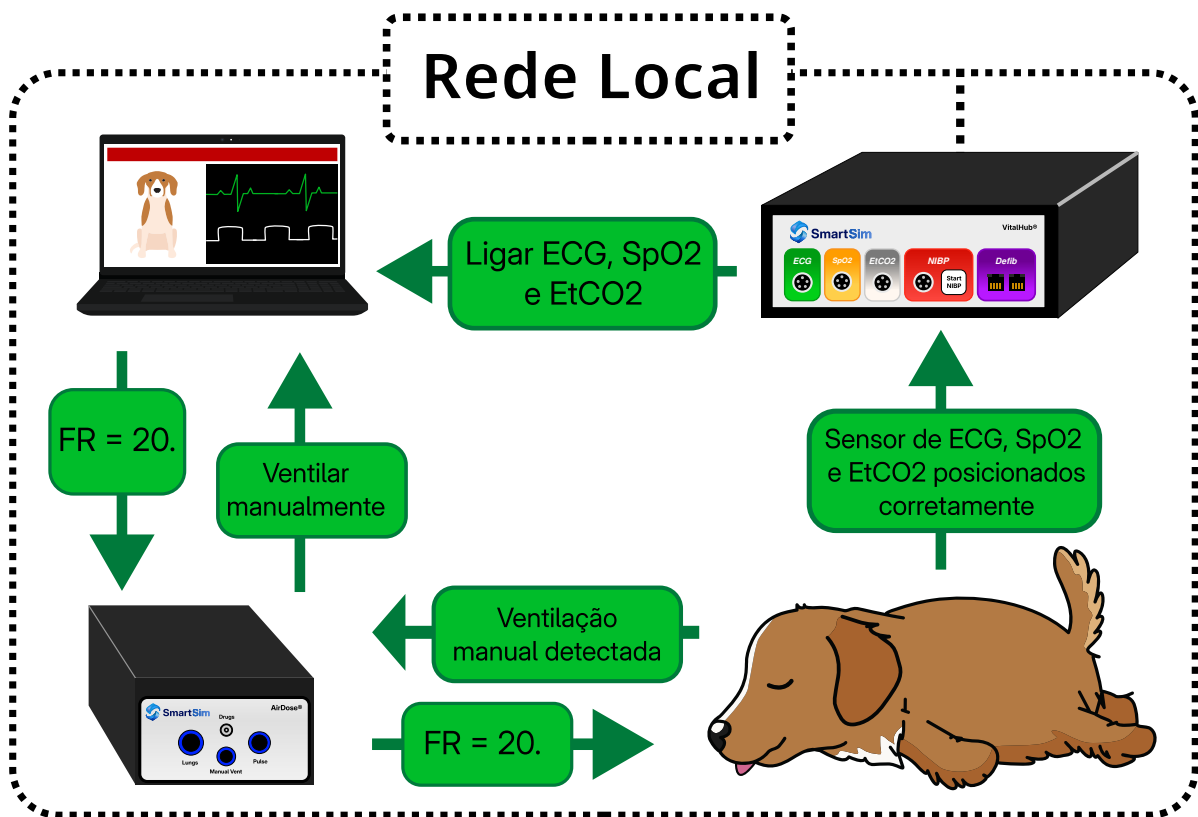 Rede Local
Ligar ECG, SpO2
e EtCO2
SmartSim
VitalHub®
ECG
SpO2
EtCO2
NIBP
Start
NIBP
Defib
FR = 20.
Ventilar
manualmente
Sensor de ECG, SpO2
e EtCO2 posicionados
corretamente
Ventilação
manual detectada
FR = 20.
SmartSim
AirDose®
Drugs
Lungs
Manual Vent
Pulse